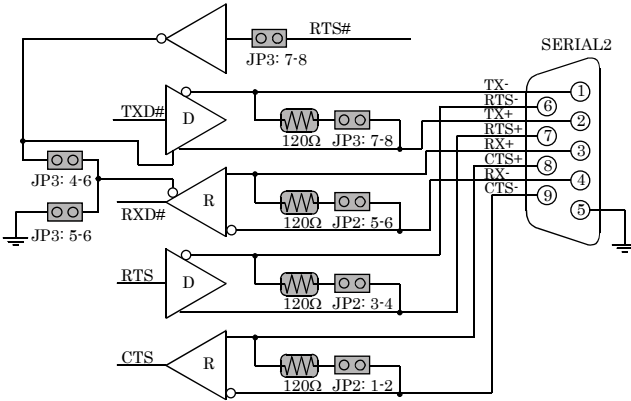 RTS#
JP3: 7-8
SERIAL2
TX-
1
RTS-
6
TXD#
D
TX+
2
RTS+
7
120Ω JP3: 7-8
RX+
3
CTS+
8
JP3: 4-6
RX-
4
CTS-
9
RXD#
R
5
JP3: 5-6
120Ω JP2: 5-6
RTS
D
120Ω JP2: 3-4
CTS
R
120Ω JP2: 1-2